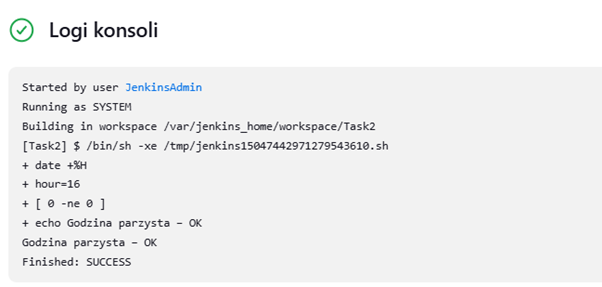 Logi konsoli
Started by user JenkinsAdmin
Running as SYSTEM
Building in workspace /var/jenkins_home/workspace/Task2
[Task2] $ /bin/sh -xe /tmp/jenkins15047442971279543610.sh
+ date +%H
+ hour=16
+ [ 0 -ne 0 ]
+ echo Godzina parzysta – OK
Godzina parzysta – OK
Finished: SUCCESS